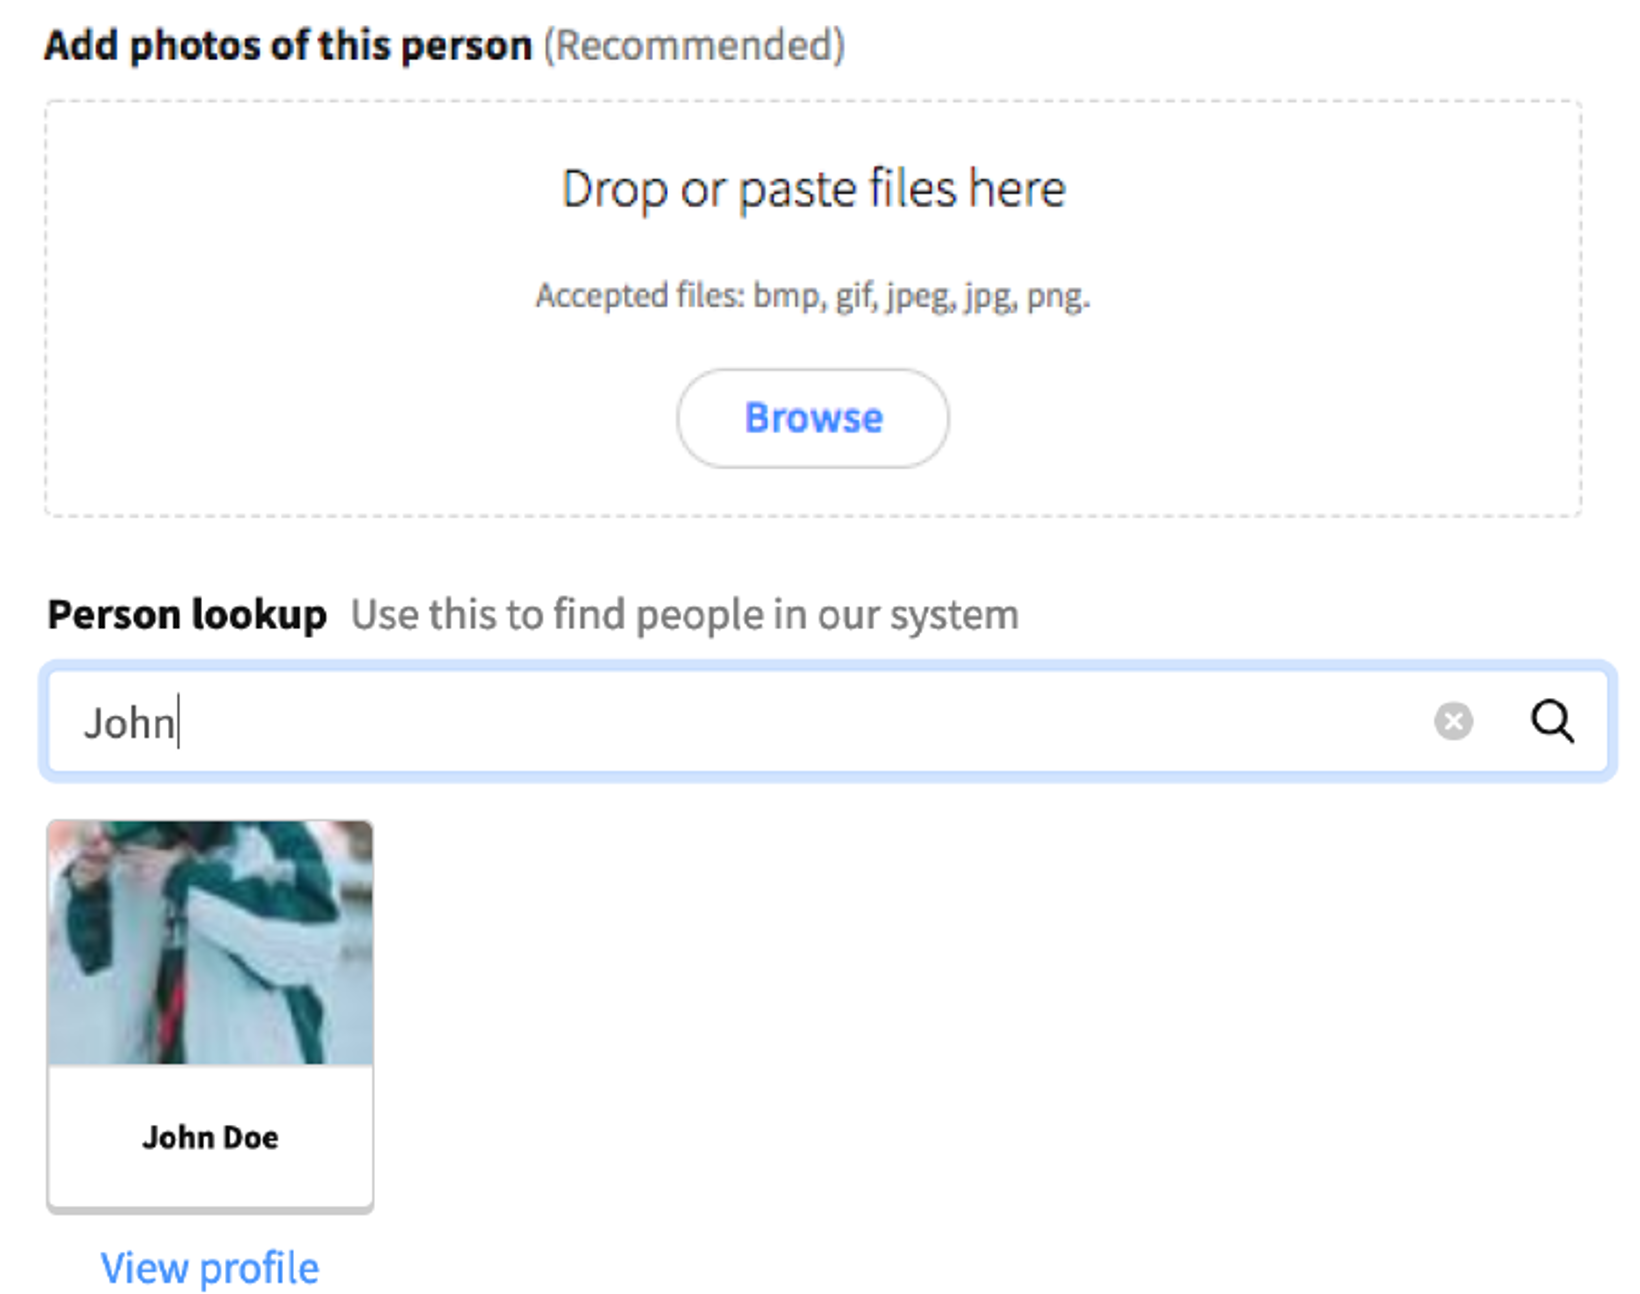 Add photos of this person (Recommended)
Drop or paste files here
Accepted files: bmp, gif, jpeg, jpg, png.
Browse
Person lookup Use this to find people in our system
John
John Doe
View profile